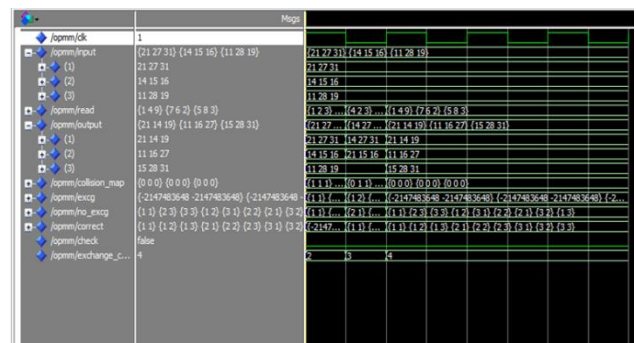 Msgs
/opmm/clk 1
/opmm/input {21 27 31} {14 15 16} {11 28 19} {21 27 31} {14 15 16} {11 28 19}
(1) 21 27 31 21 27 31
(2) 14 15 16 14 15 16
(3) 11 28 19 11 28 19
/opmm/read {1 4 9} {7 6 2} {5 8 3} {1 2 3} ... {4 2 3} ... {1 4 9} {7 6 2} {5 8 3}
/opmm/output {21 14 19} {11 16 27} {15 28 31} {21 27 ... {14 27 ... {21 14 19} {11 16 27} {15 28 31}
(1) 21 14 19 21 27 31 14 27 31 21 14 19
(2) 11 16 27 14 15 16 21 15 16 11 16 27
(3) 15 28 31 11 28 19 15 28 31
/opmm/collision_map {0 0 0} {0 0 0} {0 0 0} {1 1 1} ... {0 1 1} ... {0 0 0} {0 0 0} {0 0 0}
/opmm/excg {-2147483648 -2147483648} {-2147483648 - {1 1} {... {1 2} {... {-2147483648 -2147483648} {-2147483648 -2147483648} {-2...
/opmm/no_excg {1 1} {2 3} {3 3} {1 2} {3 1} {2 2} {2 1} {3 2 {1 1} {... {2 1} {... {1 1} {2 3} {3 3} {1 2} {3 1} {2 2} {2 1} {3 2} {1 3}
/opmm/correct {1 1} {1 2} {1 3} {2 1} {2 2} {2 3} {3 1} {3 2 {-2147... {1 1} {... {1 1} {1 2} {1 3} {2 1} {2 2} {2 3} {3 1} {3 2} {3 3}
/opmm/check false
/opmm/exchange_c... 4 2 3 4